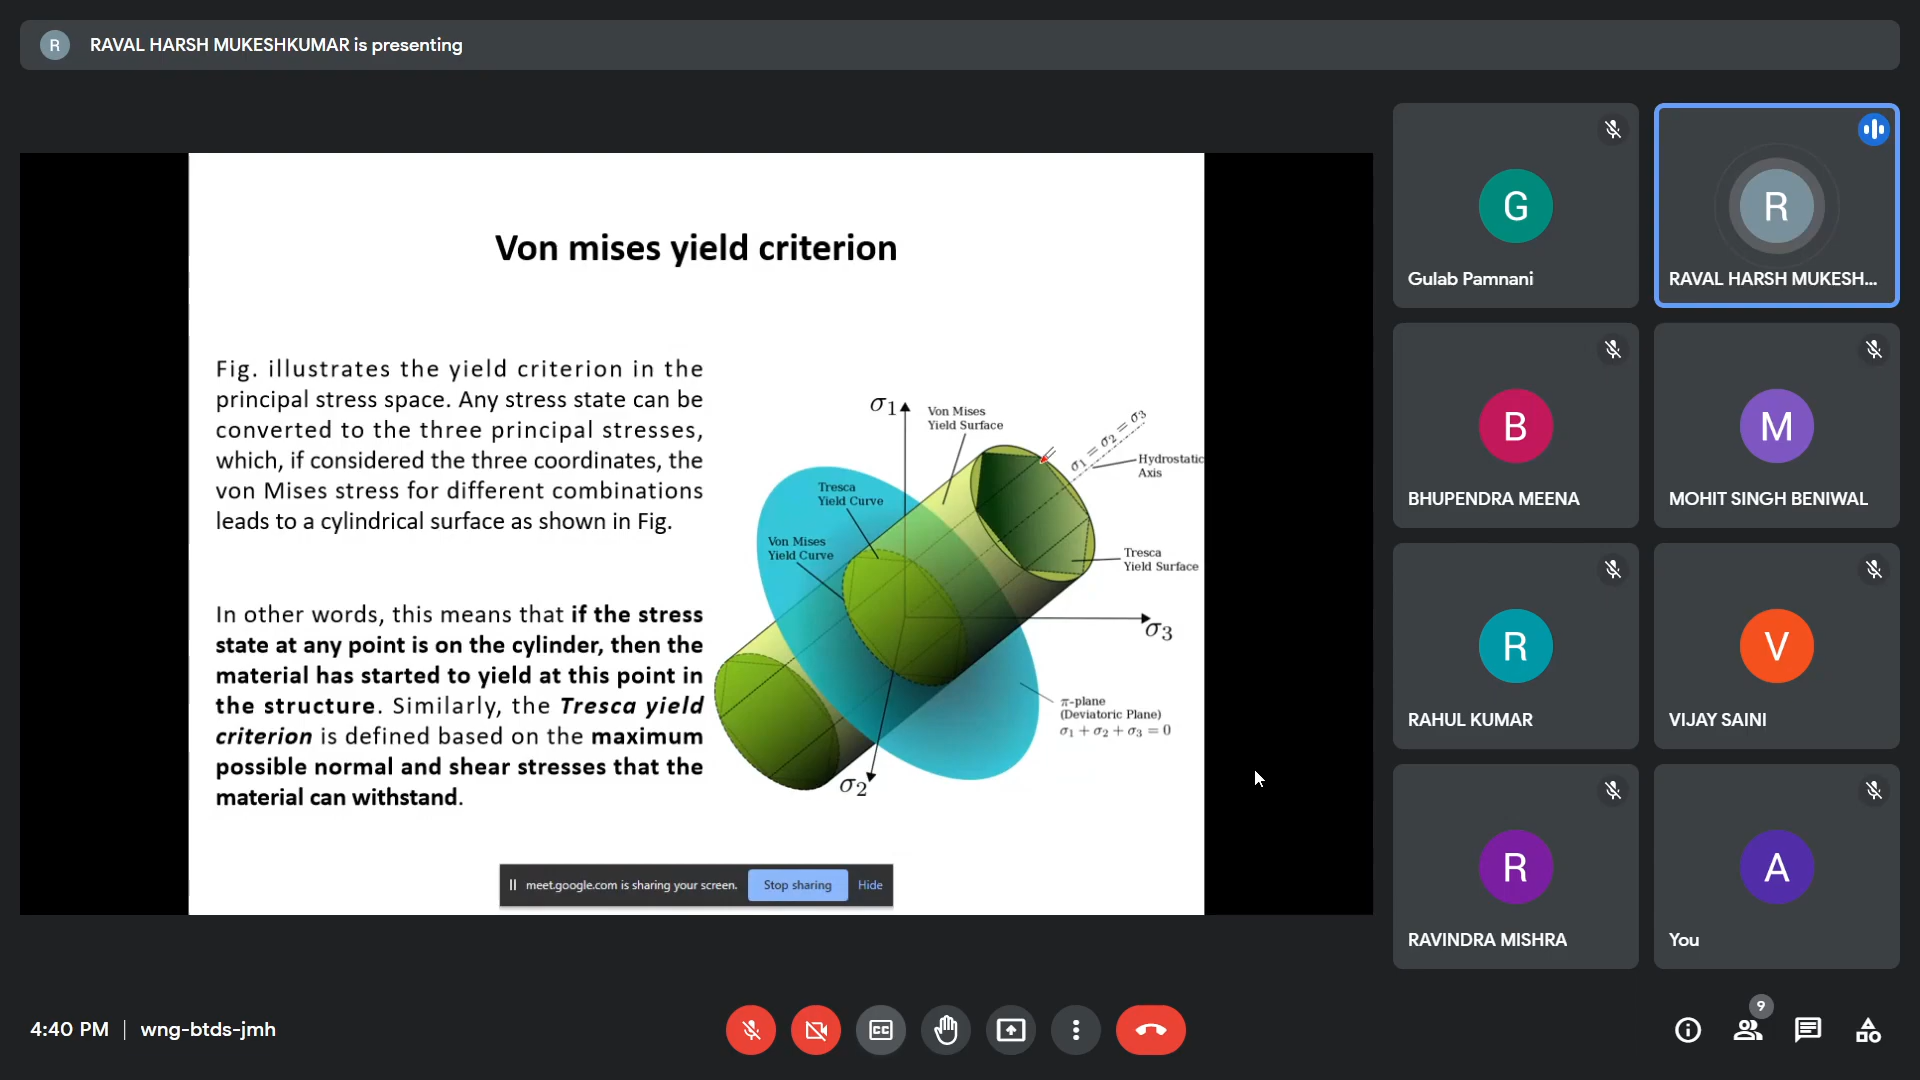 R
RAVAL HARSH MUKESHKUMAR is presenting
Von mises yield criterion
Fig. illustrates the yield criterion in the
principal stress space. Any stress state can be
converted to the three principal stresses,
which, if considered the three coordinates, the
von Mises stress for different combinations
leads to a cylindrical surface as shown in Fig.
In other words, this means that if the stress
state at any point is on the cylinder, then the
material has started to yield at this point in
the structure. Similarly, the Tresca yield
criterion is defined based on the maximum
possible normal and shear stresses that the
material can withstand.
σ1
Von Mises
Yield Surface
σ1 = σ2 = σ3
Hydrostatic
Axis
Tresca
Yield Curve
Von Mises
Yield Curve
Tresca
Yield Surface
σ3
π-plane
(Deviatoric Plane)
σ1 + σ2 + σ3 = 0
σ2
meet.google.com is sharing your screen.
Stop sharing
Hide
G
Gulab Pamnani
R
RAVAL HARSH MUKESH...
B
BHUPENDRA MEENA
M
MOHIT SINGH BENIWAL
R
RAHUL KUMAR
V
VIJAY SAINI
R
RAVINDRA MISHRA
A
You
4:40 PM | wng-btds-jmh
CC
9